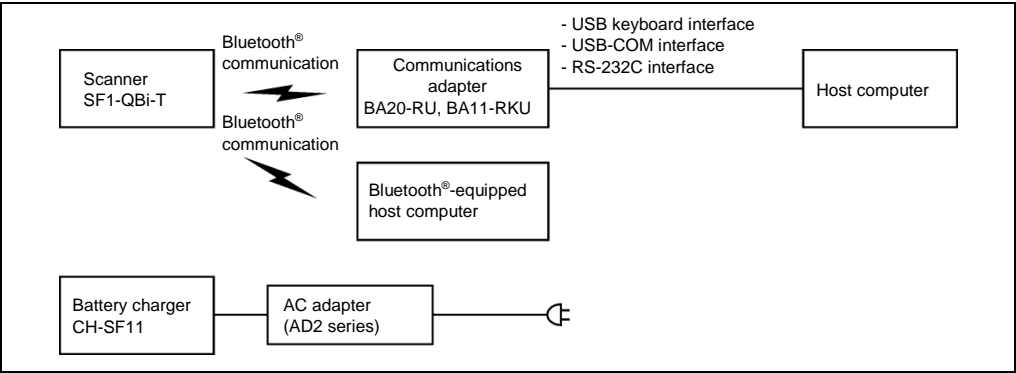 Scanner
SF1-QBi-T
Bluetooth®
communication
Communications
adapter
BA20-RU, BA11-RKU
- USB keyboard interface
- USB-COM interface
- RS-232C interface
Host computer
Bluetooth®
communication
Bluetooth®-equipped
host computer
Battery charger
CH-SF11
AC adapter
(AD2 series)